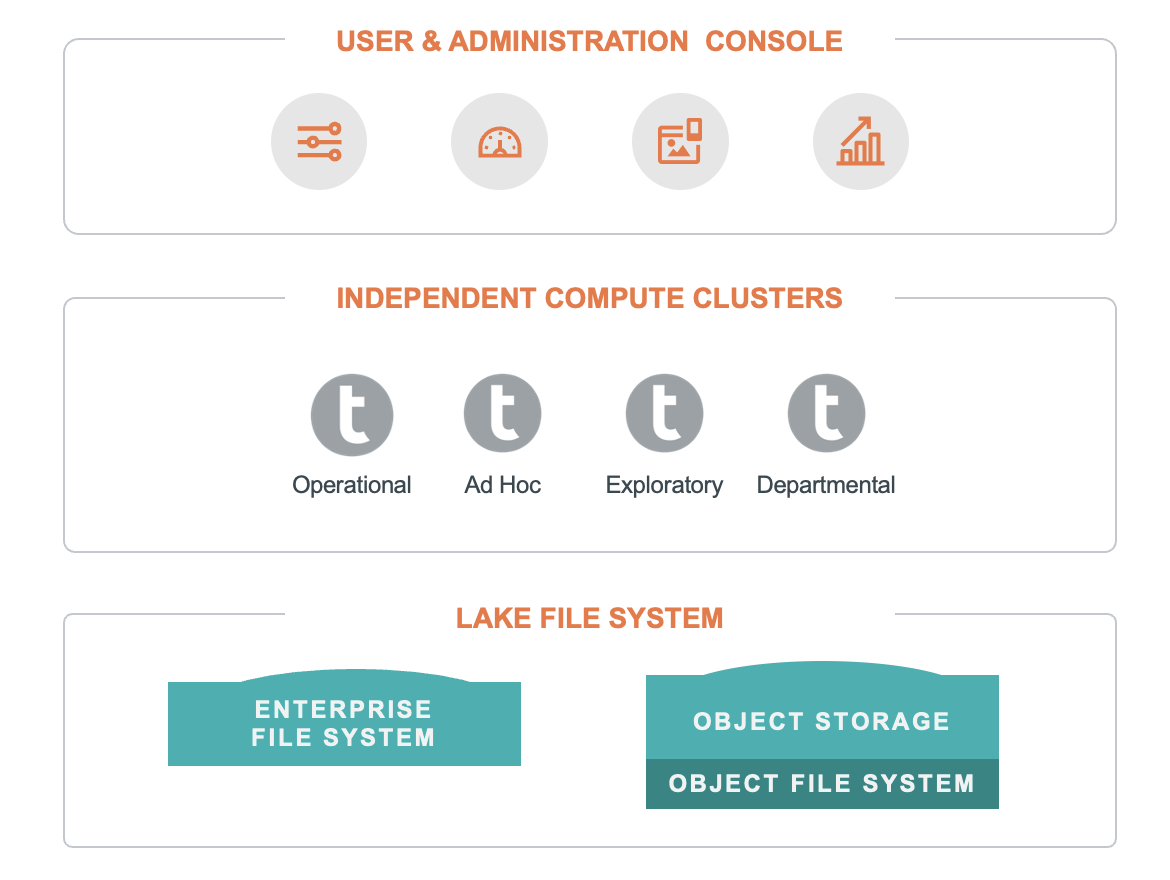 USER & ADMINISTRATION CONSOLE
INDEPENDENT COMPUTE CLUSTERS
t t t t
Operational Ad Hoc Exploratory Departmental
LAKE FILE SYSTEM
ENTERPRISE
FILE SYSTEM
OBJECT STORAGE
OBJECT FILE SYSTEM